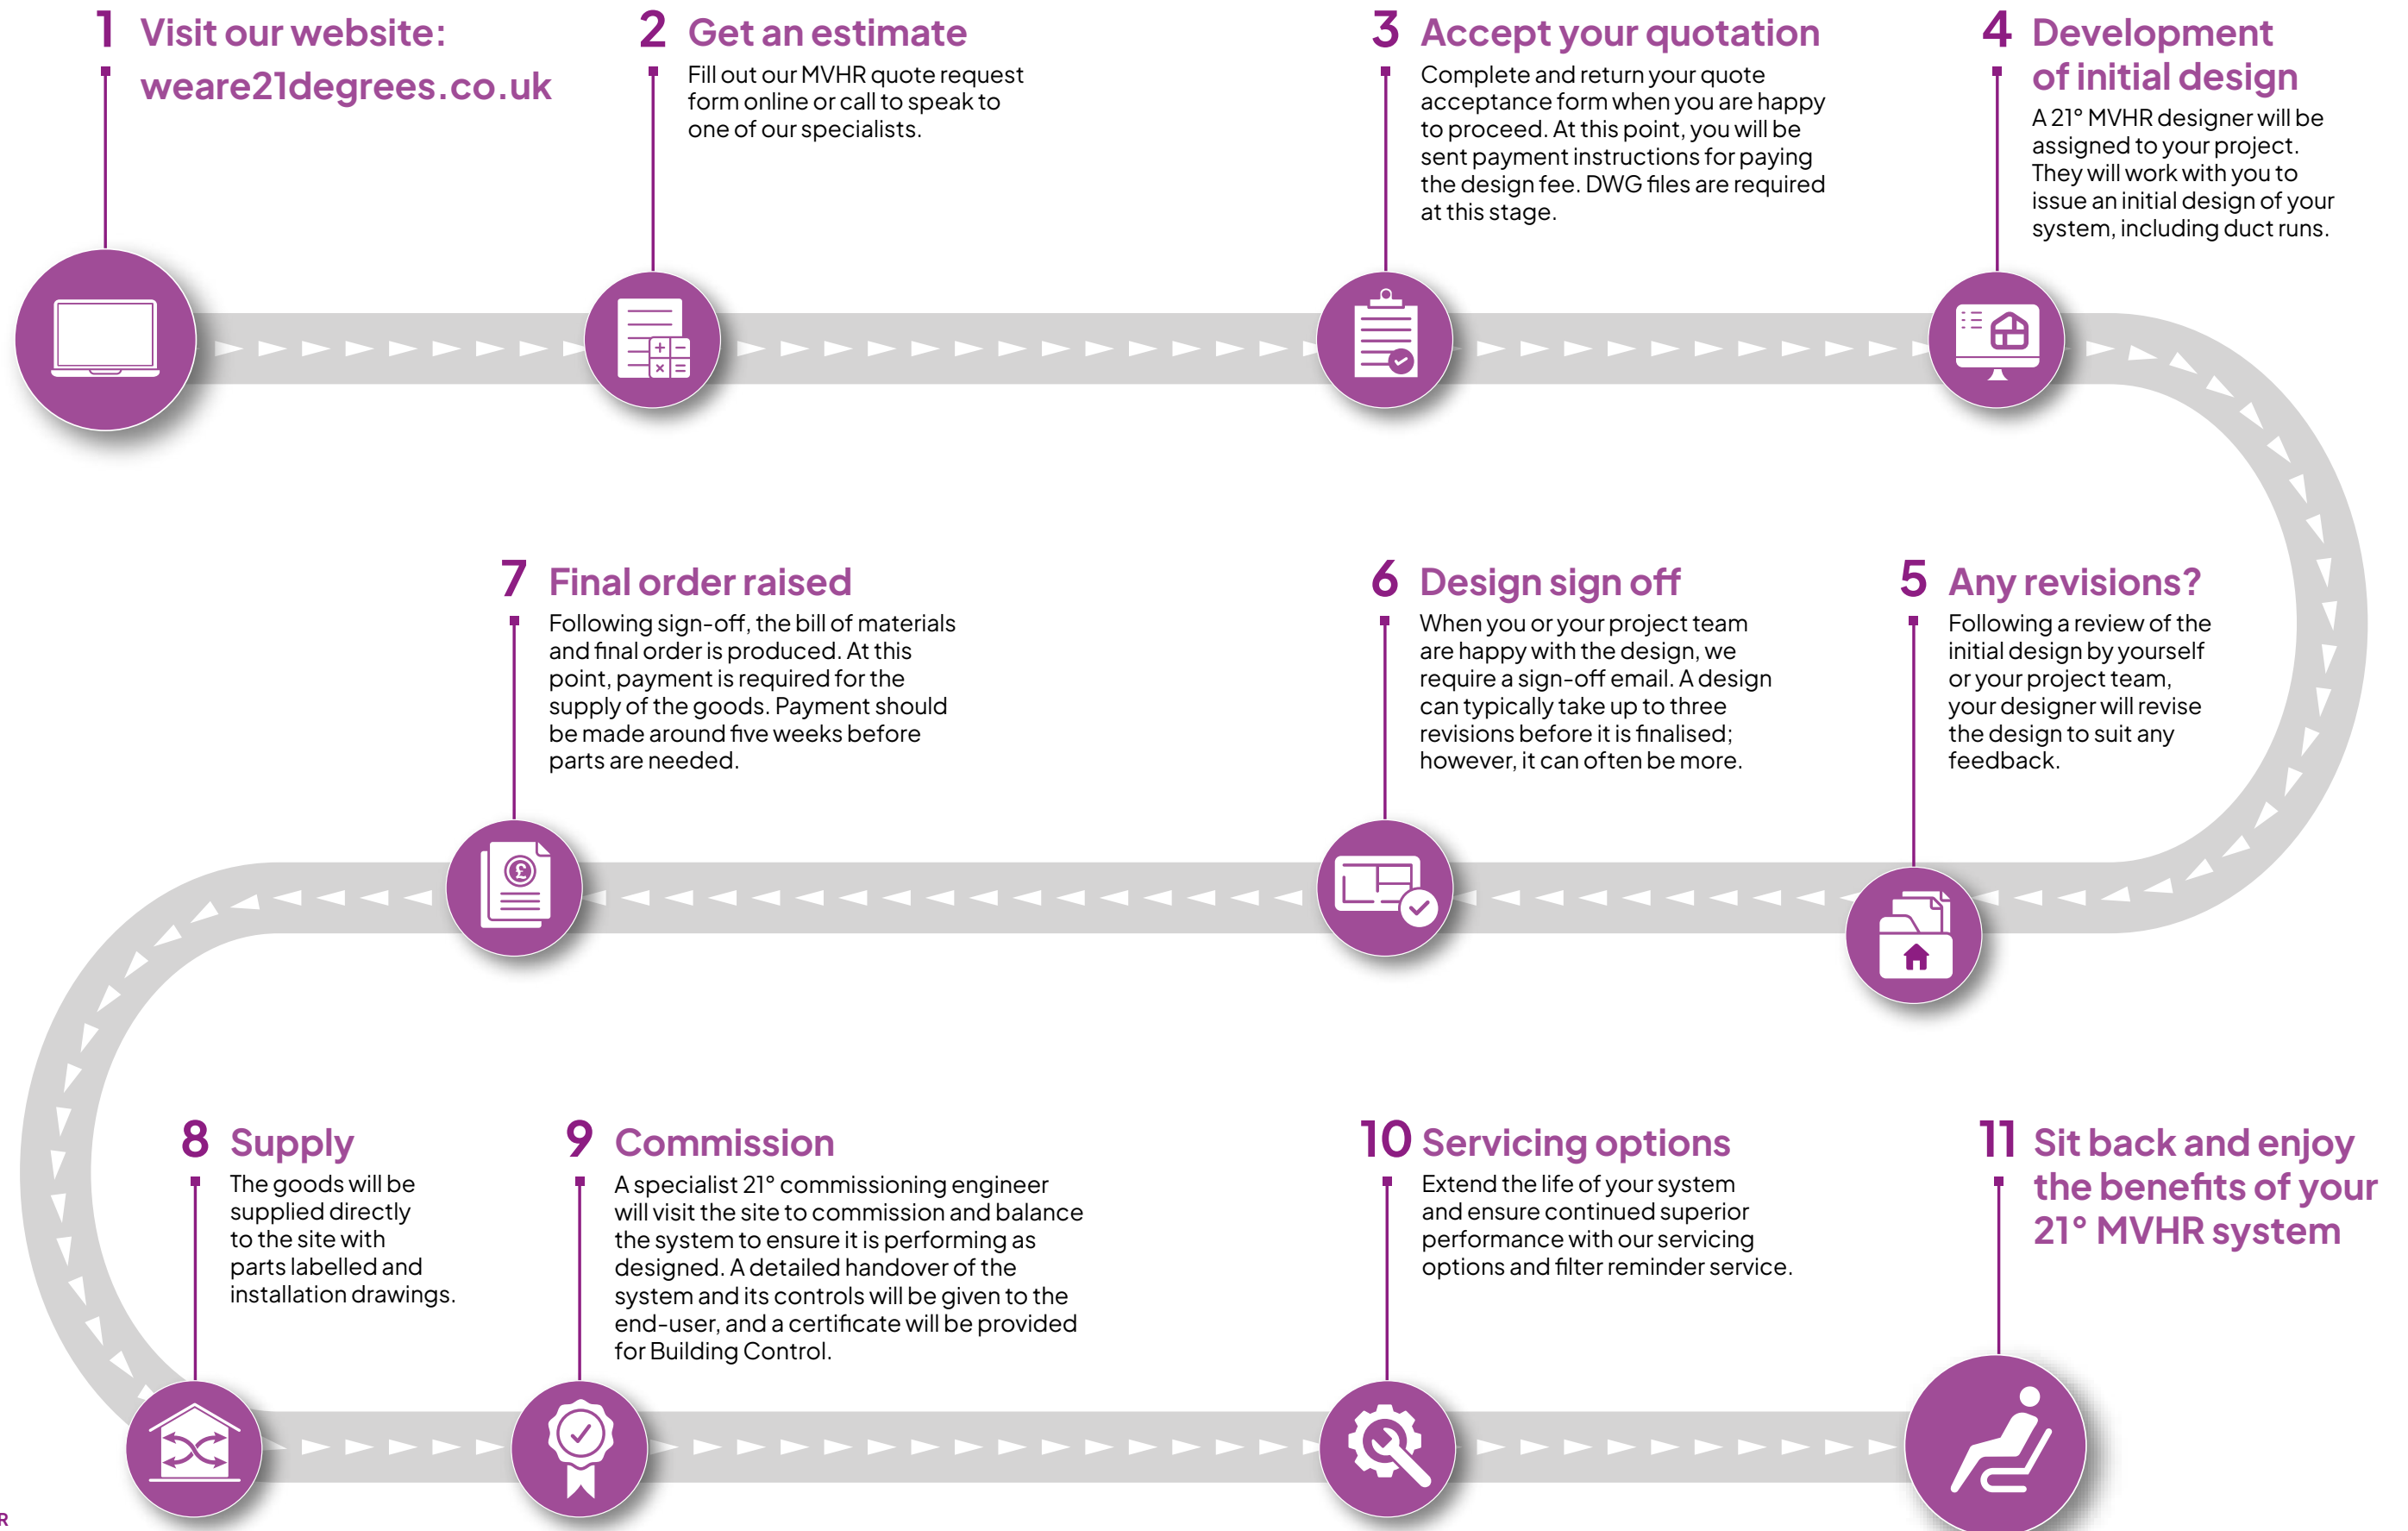 1 Visit our website:
weare21degrees.co.uk
2 Get an estimate
Fill out our MVHR quote request
form online or call to speak to
one of our specialists.
3 Accept your quotation
Complete and return your quote
acceptance form when you are happy
to proceed. At this point, you will be
sent payment instructions for paying
the design fee. DWG files are required
at this stage.
4 Development
of initial design
A 21° MVHR designer will be
assigned to your project.
They will work with you to
issue an initial design of your
system, including duct runs.
5 Any revisions?
Following a review of the
initial design by yourself
or your project team,
your designer will revise
the design to suit any
feedback.
6 Design sign off
When you or your project team
are happy with the design, we
require a sign-off email. A design
can typically take up to three
revisions before it is finalised;
however, it can often be more.
7 Final order raised
Following sign-off, the bill of materials
and final order is produced. At this
point, payment is required for the
supply of the goods. Payment should
be made around five weeks before
parts are needed.
£
8 Supply
The goods will be
supplied directly
to the site with
parts labelled and
installation drawings.
9 Commission
A specialist 21° commissioning engineer
will visit the site to commission and balance
the system to ensure it is performing as
designed. A detailed handover of the
system and its controls will be given to the
end-user, and a certificate will be provided
for Building Control.
10 Servicing options
Extend the life of your system
and ensure continued superior
performance with our servicing
options and filter reminder service.
11 Sit back and enjoy
the benefits of your
21° MVHR system
R